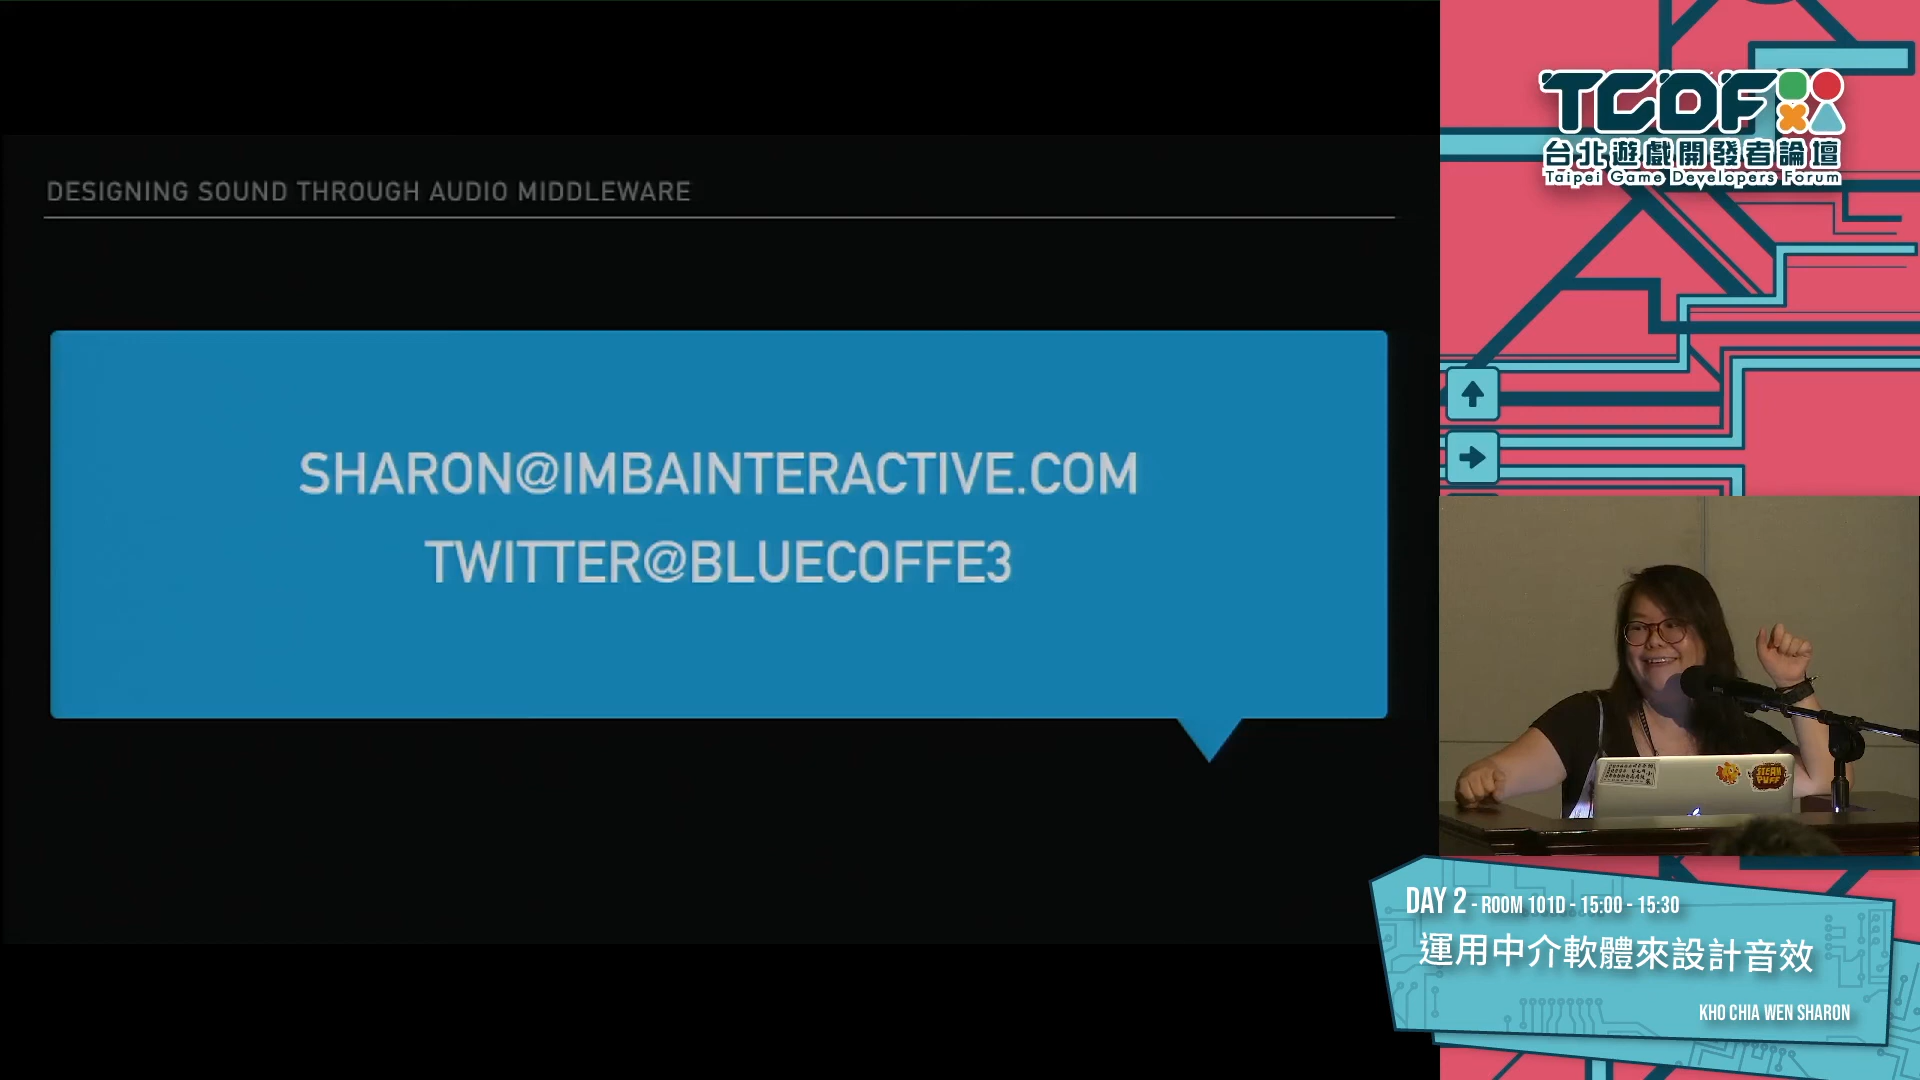 DESIGNING SOUND THROUGH AUDIO MIDDLEWARE
SHARON@IMBAINTERACTIVE.COM
TWITTER@BLUECOFFE3
TGDF
台北遊戲開發者論壇
Taipei Game Developers Forum
STEAM PUFF
DAY 2 - ROOM 101D - 15:00 - 15:30
運用中介軟體來設計音效
KHO CHIA WEN SHARON